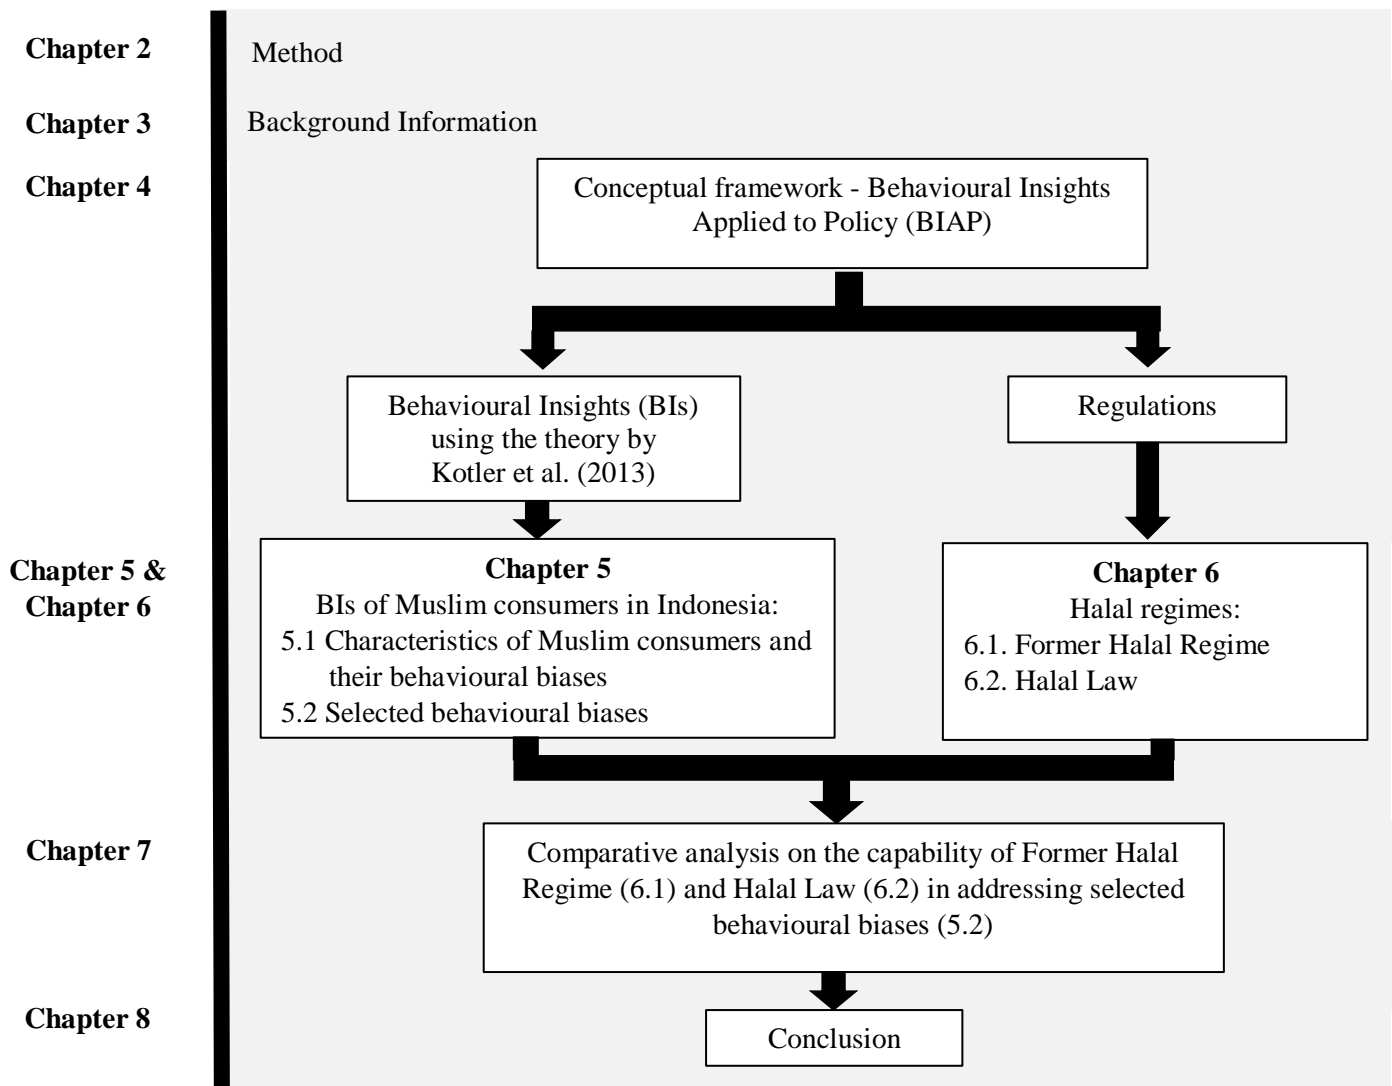 Chapter 2
Method
Chapter 3
Background Information
Chapter 4
Conceptual framework - Behavioural Insights
Applied to Policy (BIAP)
Behavioural Insights (BIs)
using the theory by
Kotler et al. (2013)
Regulations
Chapter 5 &
Chapter 6
Chapter 5
BIs of Muslim consumers in Indonesia:
5.1 Characteristics of Muslim consumers and
their behavioural biases
5.2 Selected behavioural biases
Chapter 6
Halal regimes:
6.1. Former Halal Regime
6.2. Halal Law
Chapter 7
Comparative analysis on the capability of Former Halal
Regime (6.1) and Halal Law (6.2) in addressing selected
behavioural biases (5.2)
Chapter 8
Conclusion